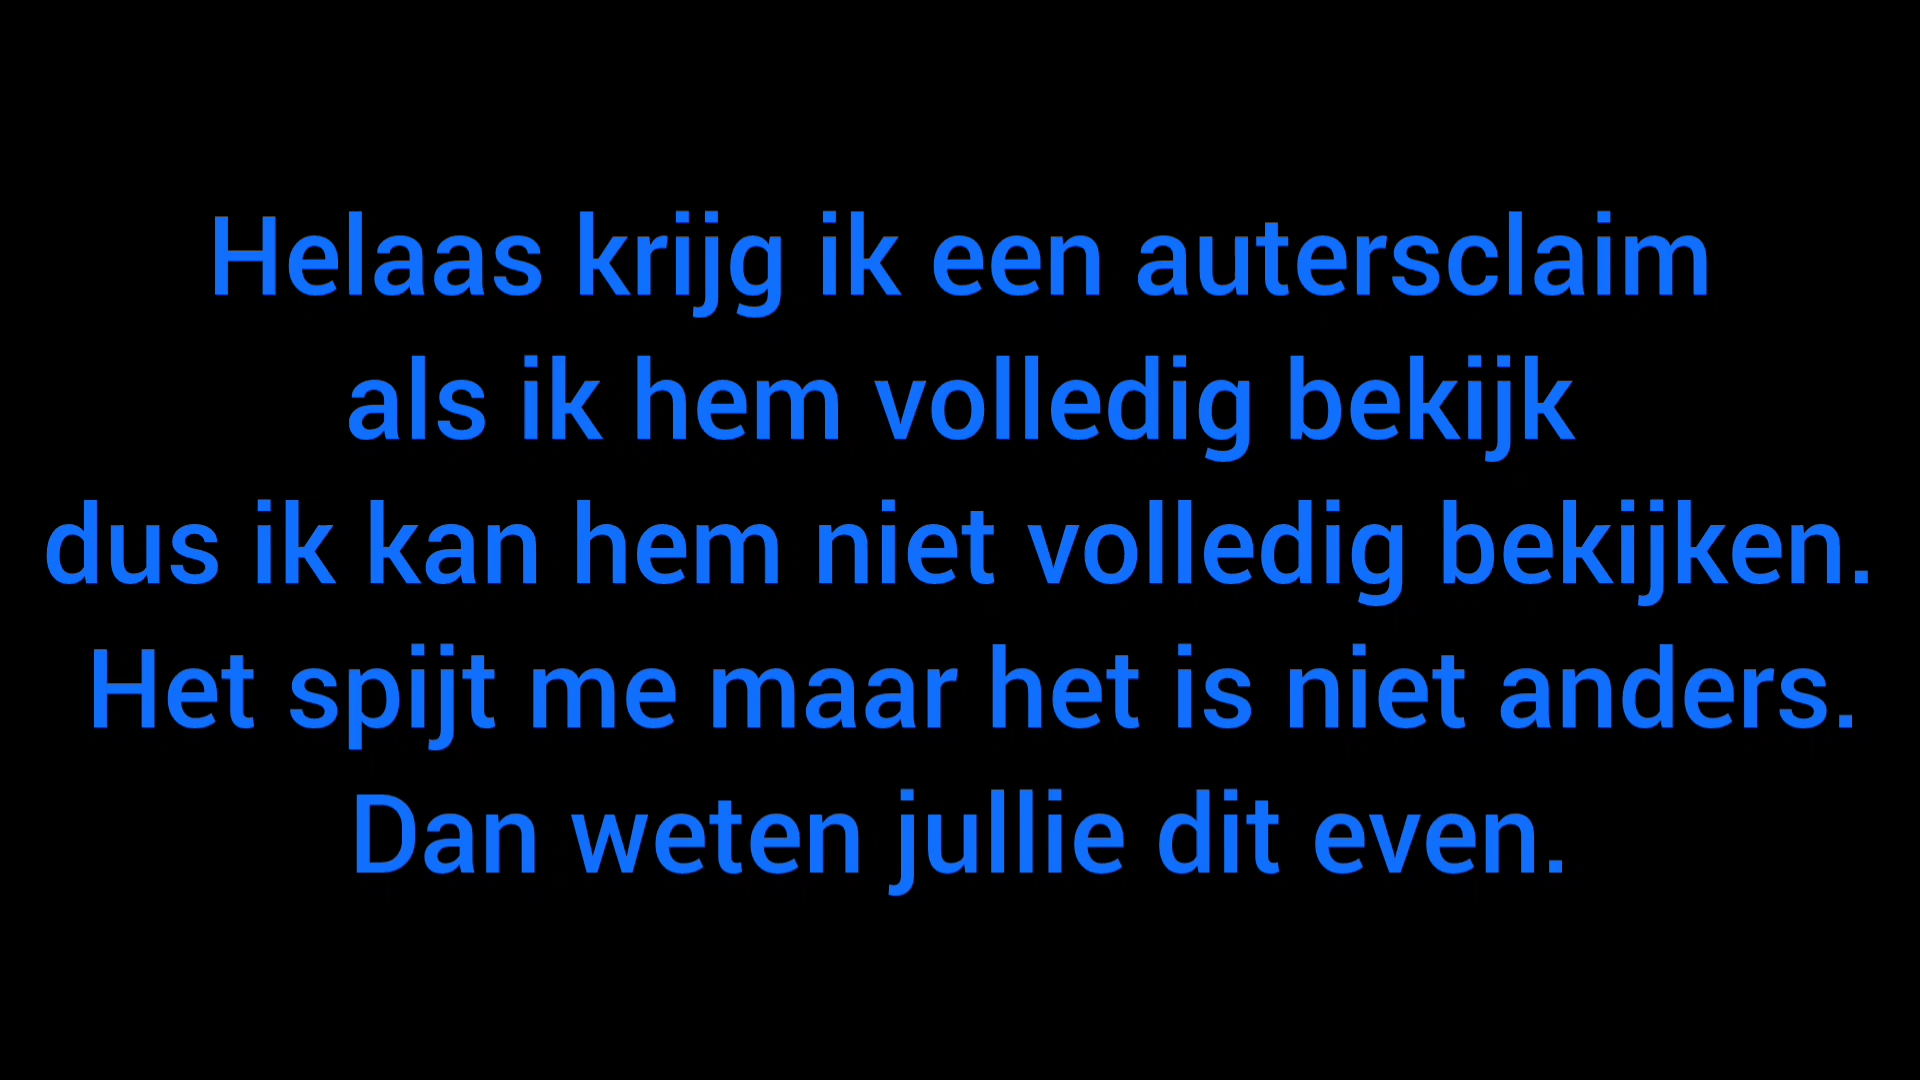 Helaas krijg ik een autersclaim
als ik hem volledig bekijk
dus ik kan hem niet volledig bekijken.
Het spijt me maar het is niet anders.
Dan weten jullie dit even.